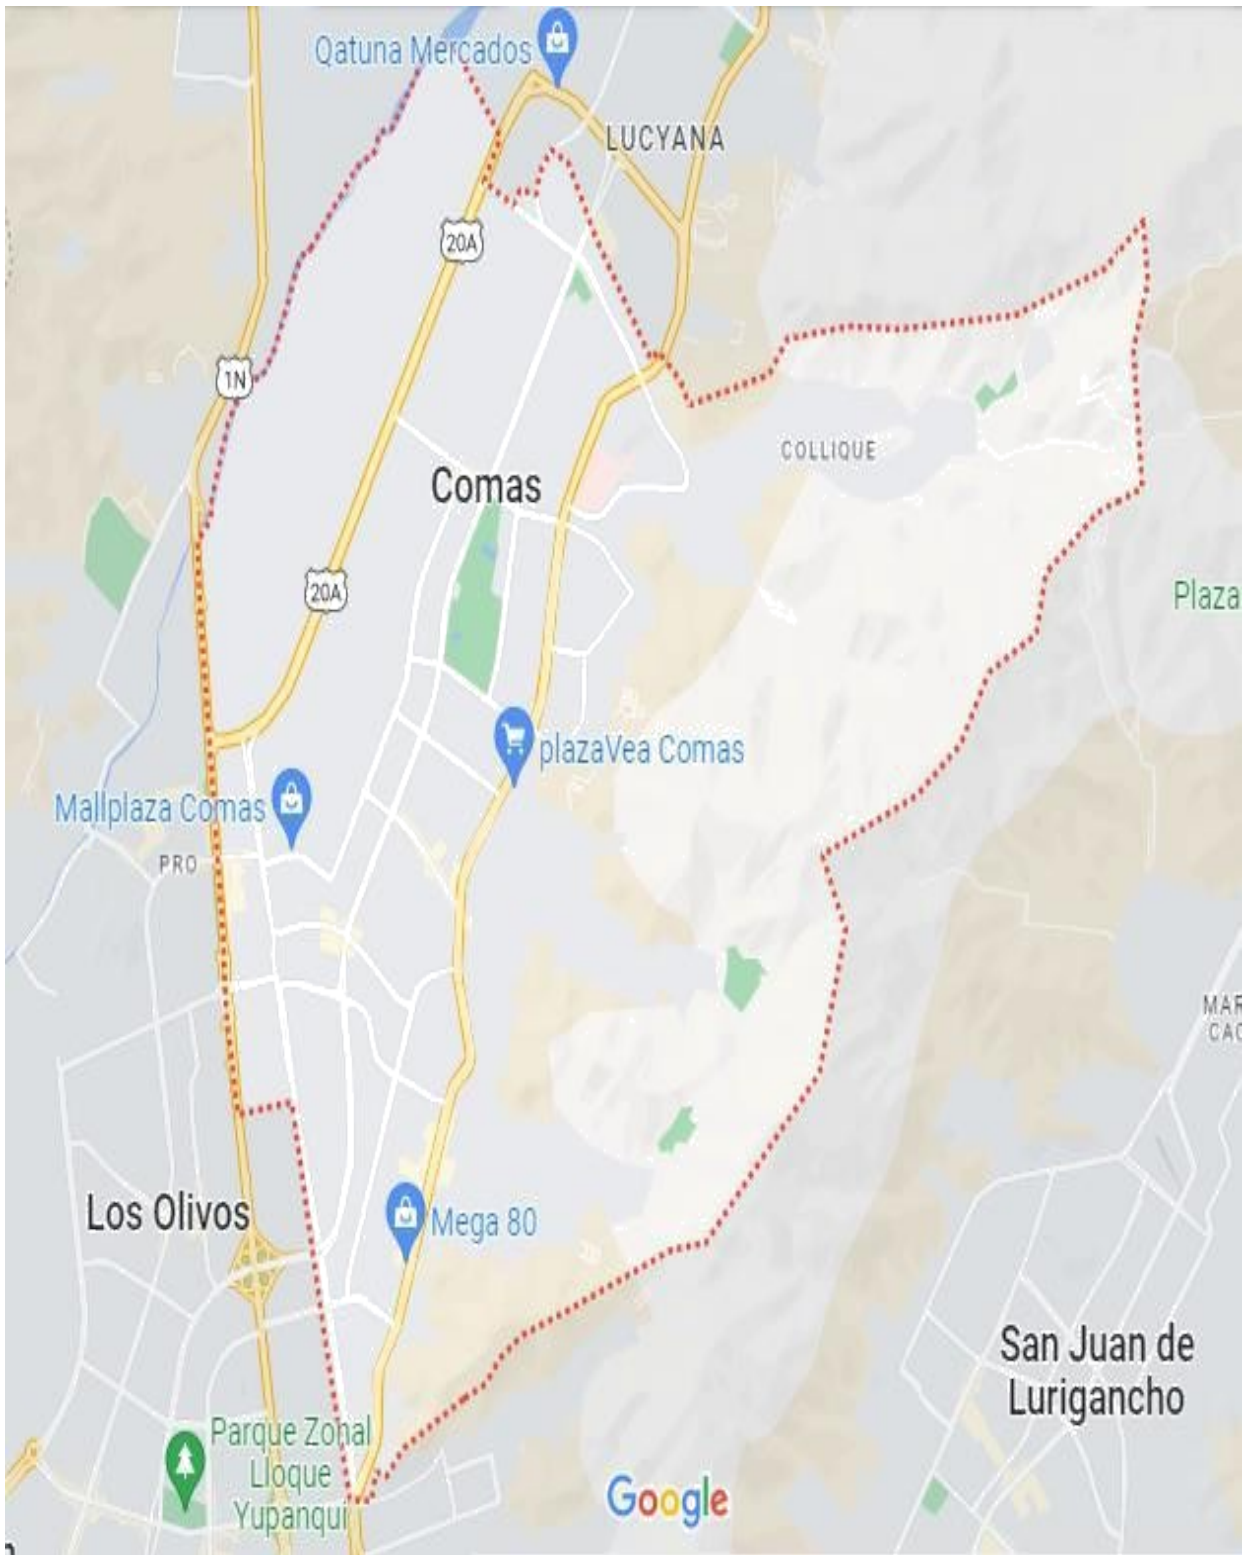 Qatuna Mercados
LUCYANA
20A
1N
COLLIQUE
Comas
20A
Plaza
plazaVea Comas
Mallplaza Comas
PRO
MAR
CAC
Los Olivos
Mega 80
San Juan de
Lurigancho
Parque Zonal
Lloque
Yupanqui
Google